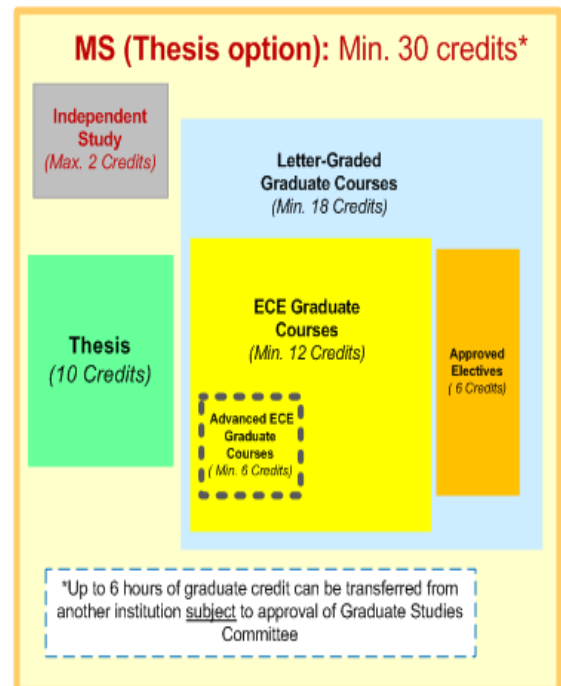 MS (Thesis option): Min. 30 credits*
Independent
Study
(Max. 2 Credits)
Letter-Graded
Graduate Courses
(Min. 18 Credits)
ECE Graduate
Courses
(Min. 12 Credits)
Thesis
(10 Credits)
Approved
Electives
( 6 Credits)
Advanced ECE
Graduate
Courses
( Min. 6 Credits)
*Up to 6 hours of graduate credit can be transferred from
another institution subject to approval of Graduate Studies
Committee